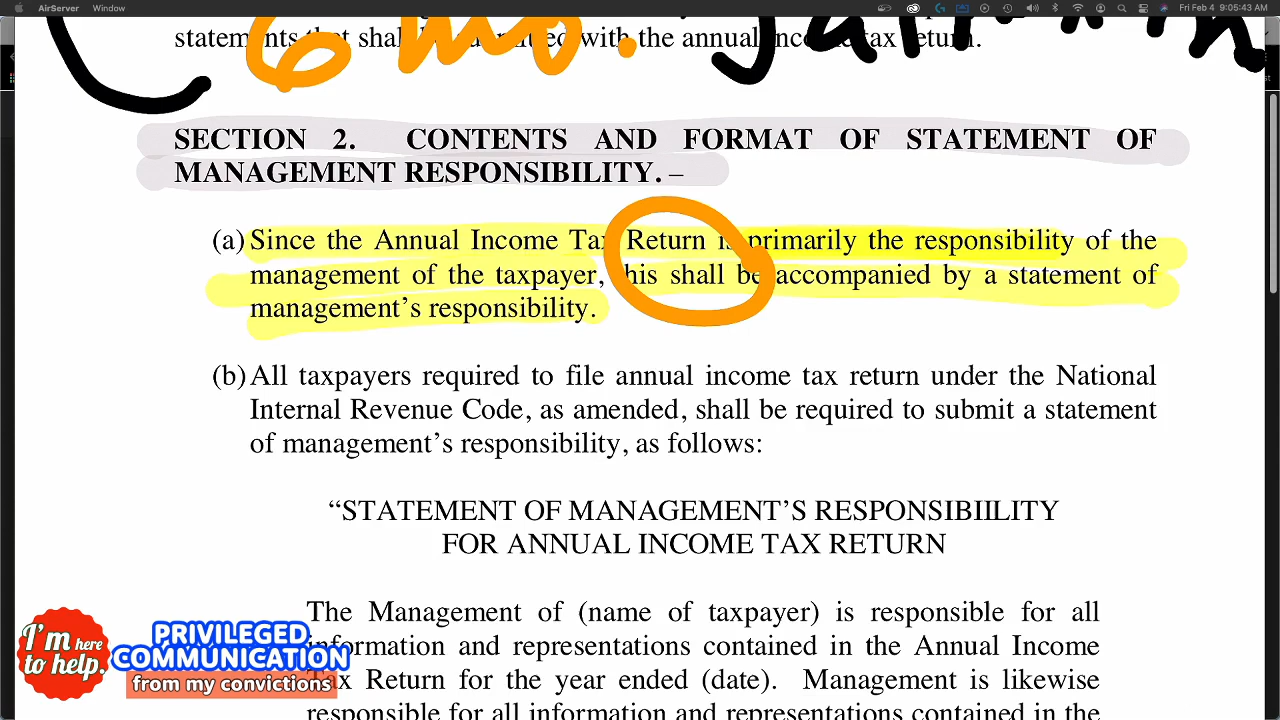 AirServer Window Fri Feb 4 9:05:43 AM
6 mo.
with the annual income tax return.
SECTION 2. CONTENTS AND FORMAT OF STATEMENT OF
MANAGEMENT RESPONSIBILITY. –
(a) Since the Annual Income Tax Return is primarily the responsibility of the
management of the taxpayer, this shall be accompanied by a statement of
management’s responsibility.
(b) All taxpayers required to file annual income tax return under the National
Internal Revenue Code, as amended, shall be required to submit a statement
of management’s responsibility, as follows:
“STATEMENT OF MANAGEMENT’S RESPONSIBIILITY
FOR ANNUAL INCOME TAX RETURN
The Management of (name of taxpayer) is responsible for all
information and representations contained in the Annual Income
Tax Return for the year ended (date). Management is likewise
responsible for all information and representations contained in the
I'm here
to help.
PRIVILEGED
COMMUNICATION
from my convictions